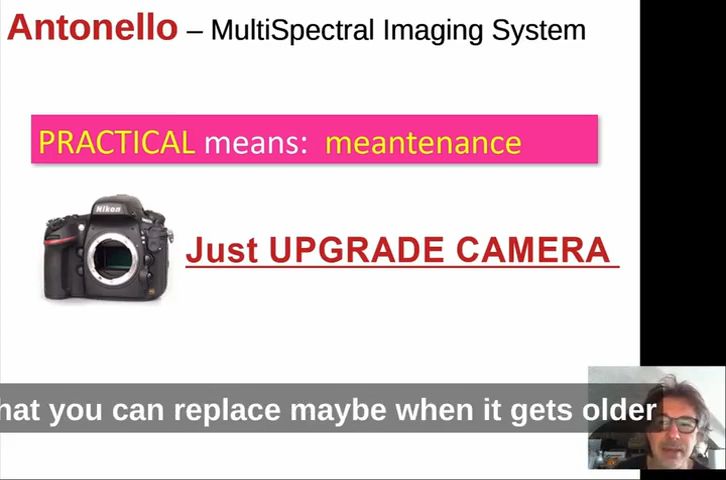 Antonello – MultiSpectral Imaging System
PRACTICAL means: meantenance
Nikon
Just UPGRADE CAMERA
hat you can replace maybe when it gets older